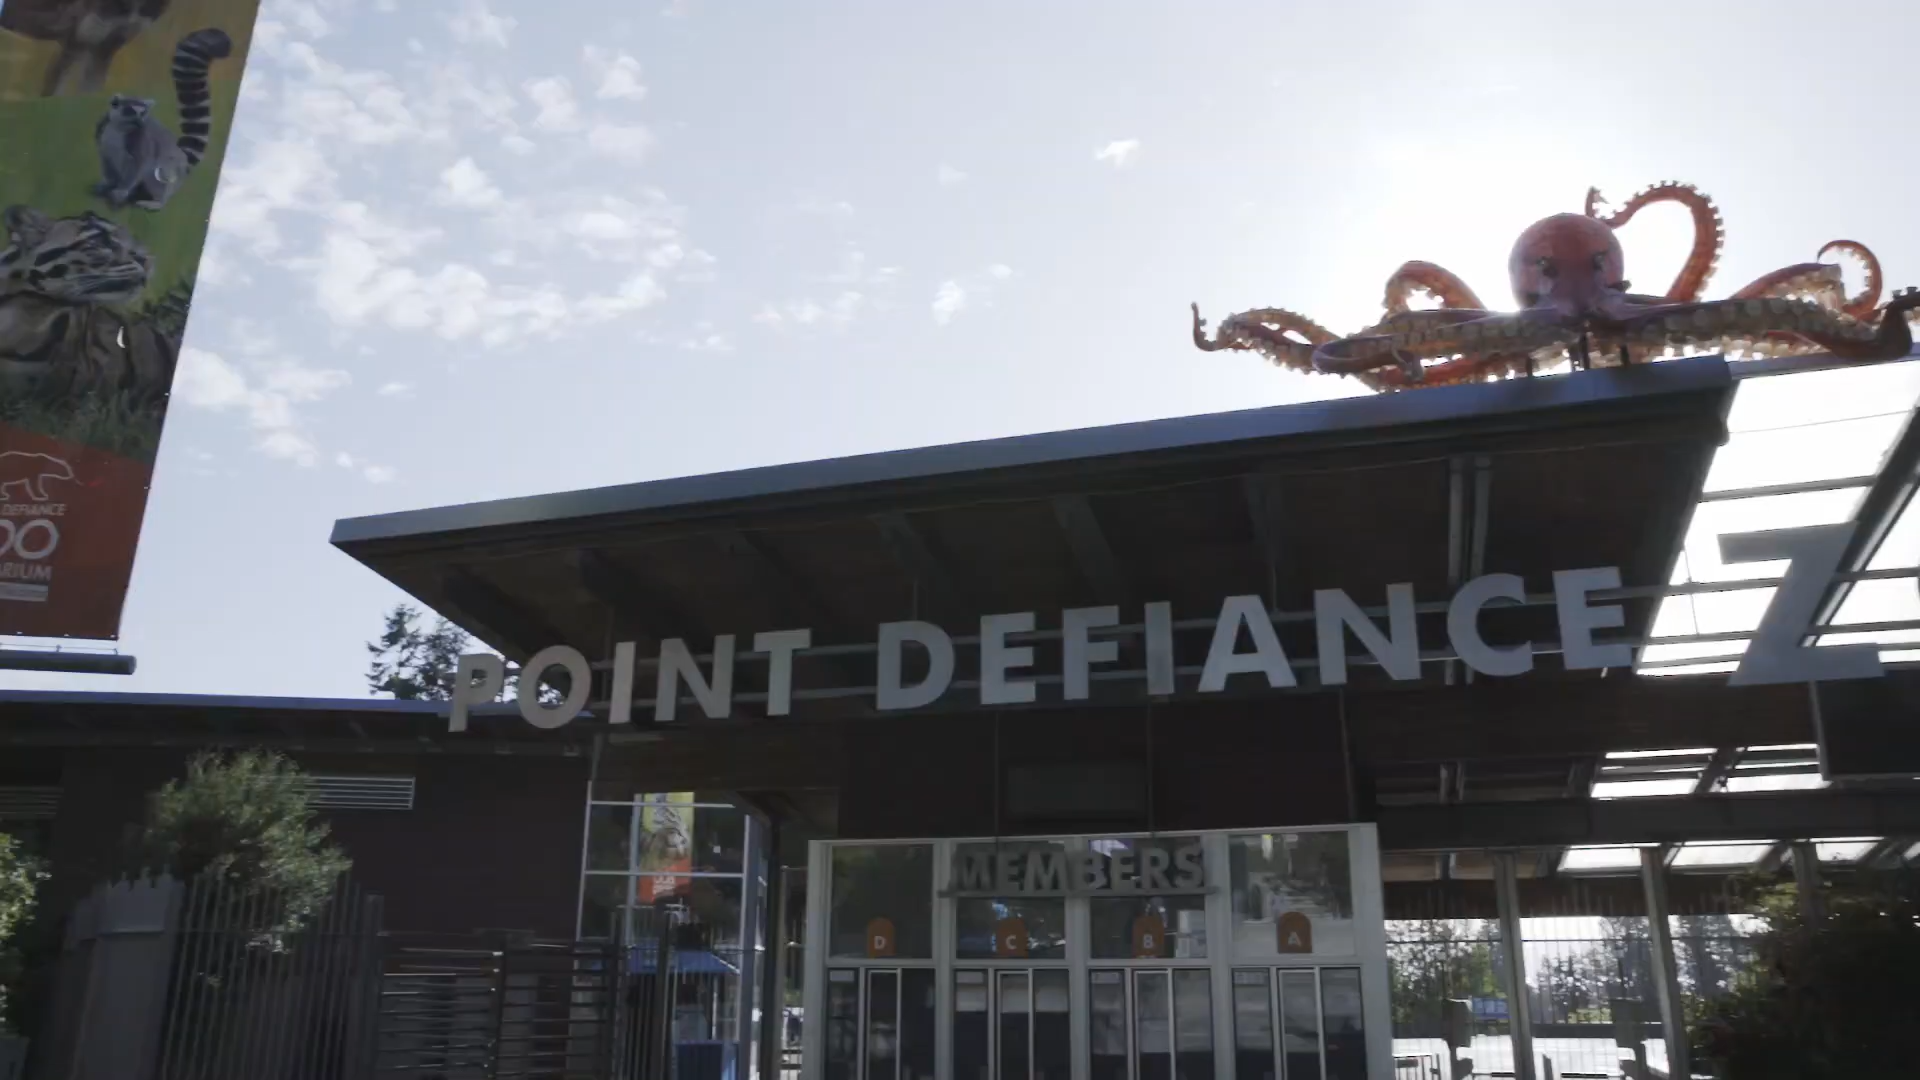 DEFIANCE
OO
ARIUM
POINT DEFIANCE Z
MEMBERS
D C B A